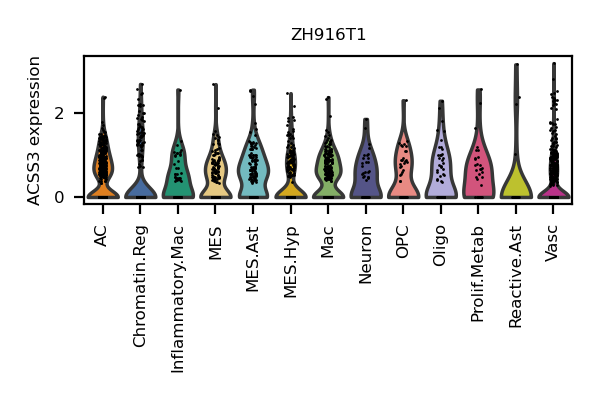 ZH916T1
ACSS3 expression
2
0
AC
Chromatin.Reg
Inflammatory.Mac
MES
MES.Ast
MES.Hyp
Mac
Neuron
OPC
Oligo
Prolif.Metab
Reactive.Ast
Vasc